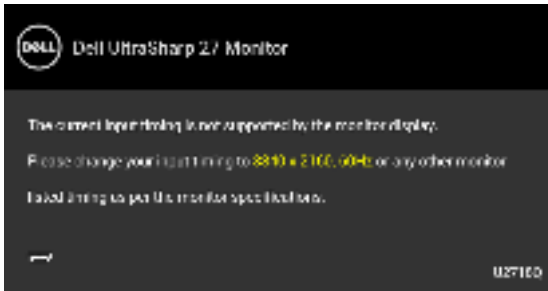 DELL Dell UltraSharp 27 Monitor
The current input timing is not supported by the monitor display.
Please change your input timing to 3840 x 2160, 60Hz or any other monitor
listed timing as per the monitor specifications.
U2718Q